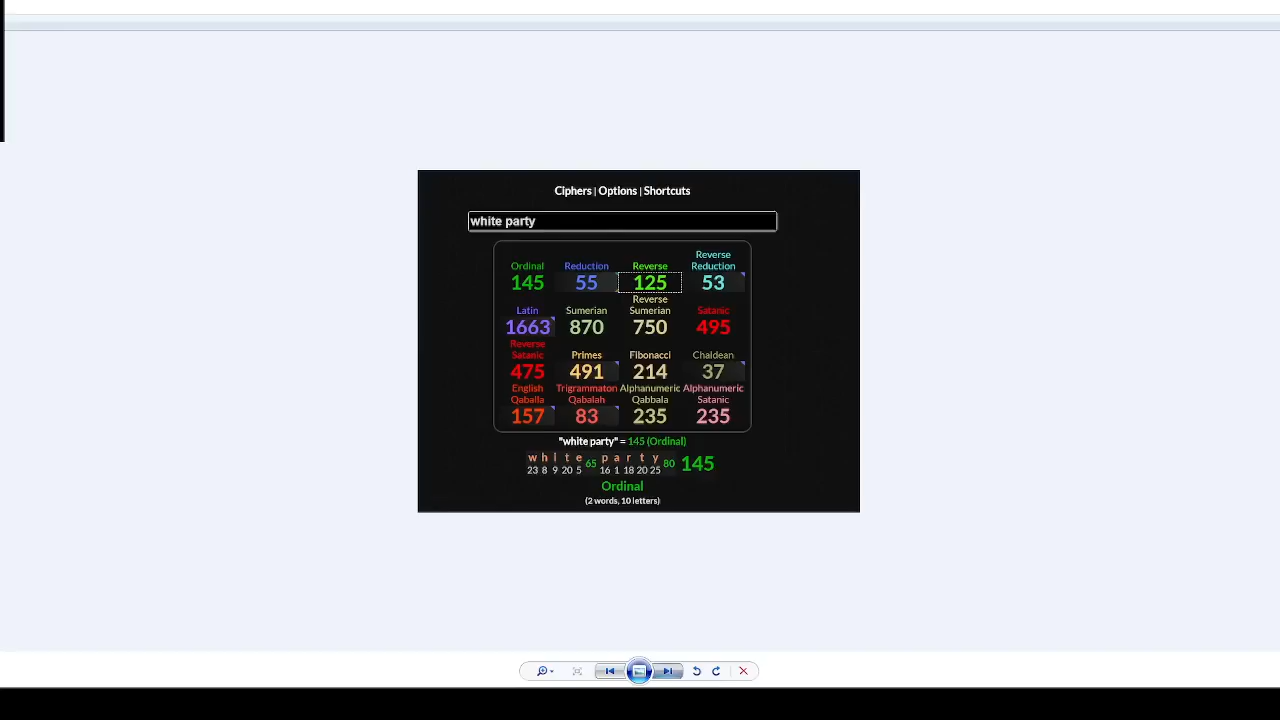 Ciphers | Options | Shortcuts
white party
Ordinal Reduction Reverse Reverse Reduction
145 55 125 53
Latin Sumerian Reverse Sumerian Satanic
1663 870 750 495
Reverse Satanic Primes Fibonacci Chaldean
475 491 214 37
English Qaballa Trigrammaton Qabalah Alphanumeric Qabbala Alphanumeric Satanic
157 83 235 235
"white party" = 145 (Ordinal)
w h i t e 65 p a r t y 80 145
23 8 9 20 5 16 1 18 20 25
Ordinal
(2 words, 10 letters)